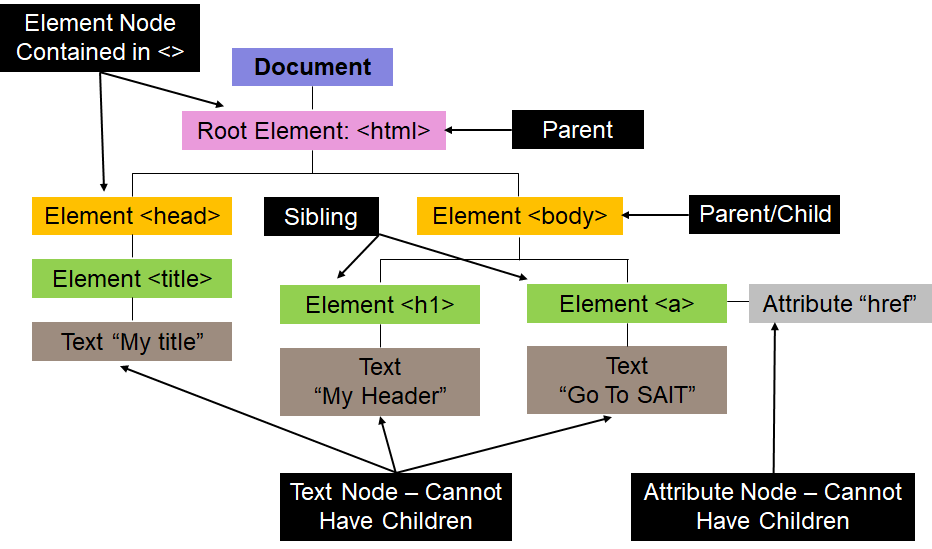 Element Node
Contained in <>
Document
Root Element: <html>
Parent
Element <head>
Sibling
Element <body>
Parent/Child
Element <title>
Element <h1>
Element <a>
Attribute “href”
Text “My title”
Text
“My Header”
Text
“Go To SAIT”
Text Node – Cannot
Have Children
Attribute Node – Cannot
Have Children